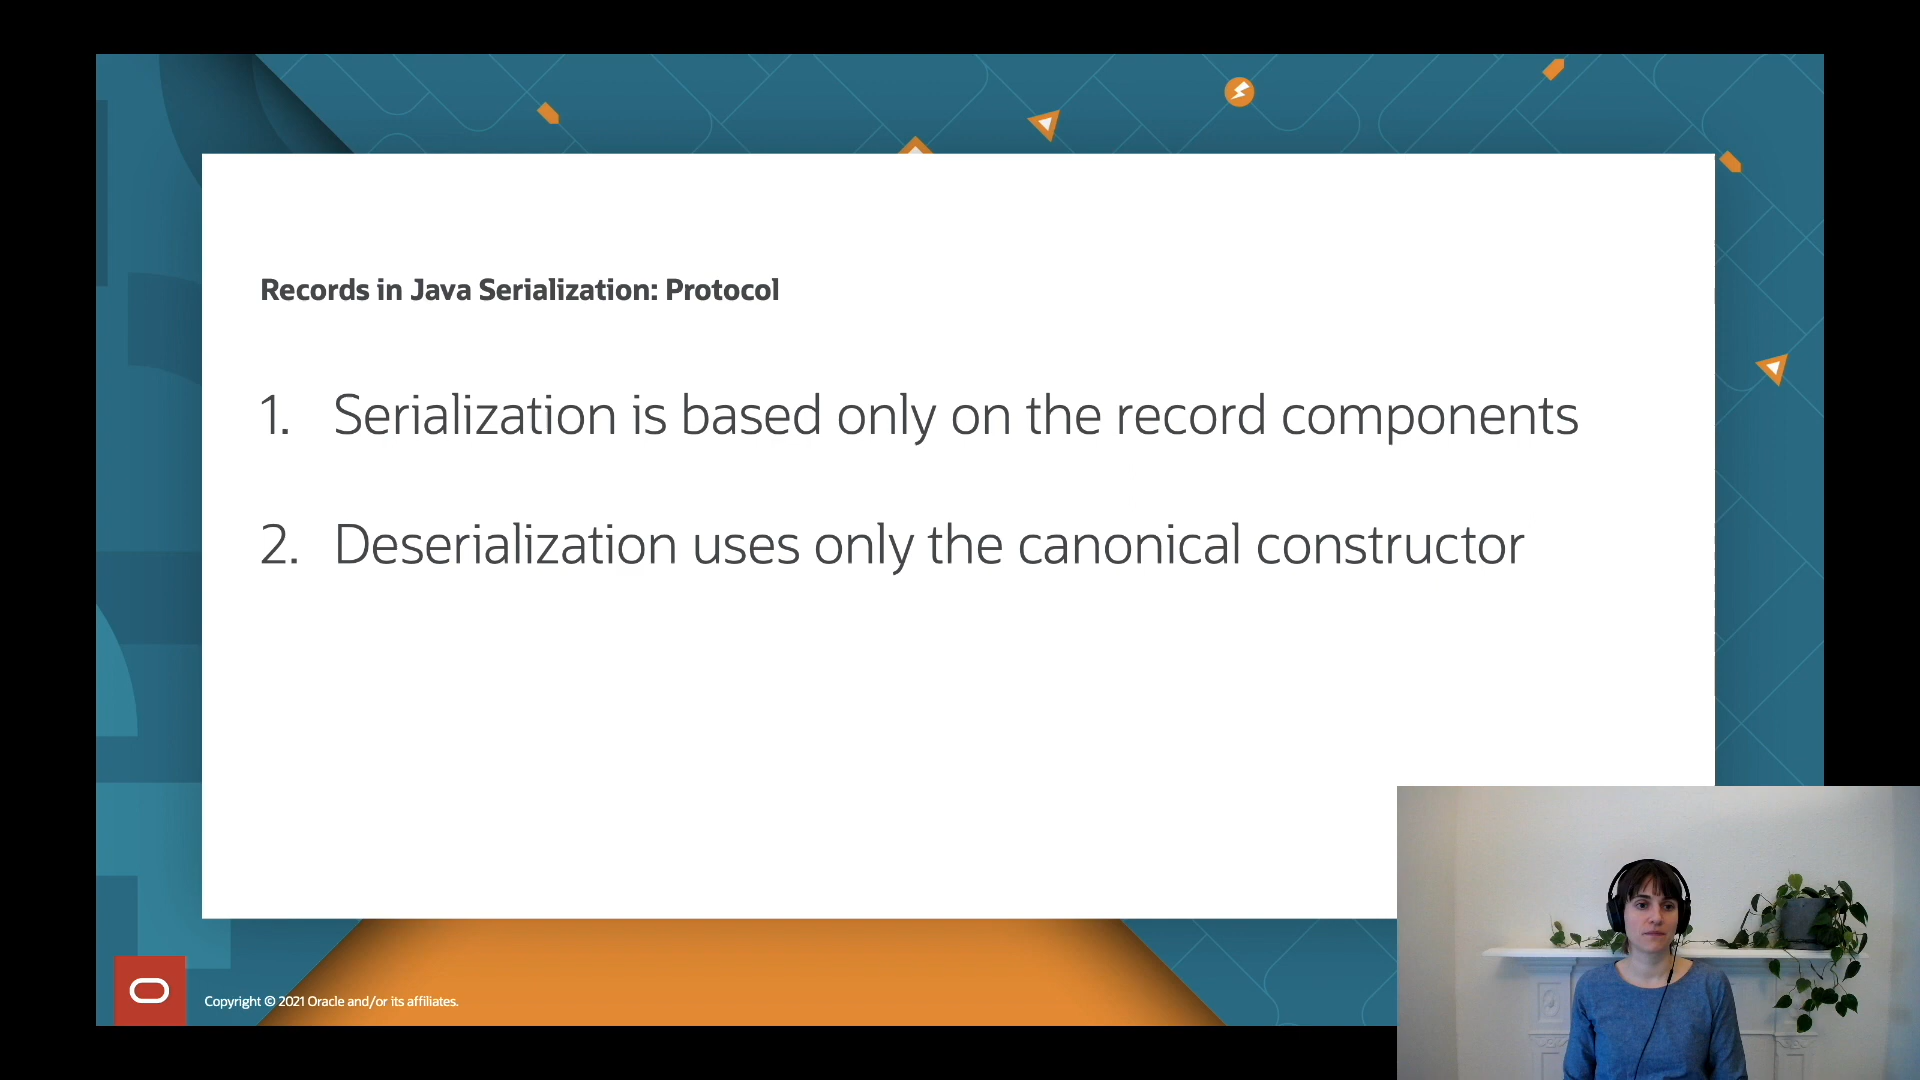 Records in Java Serialization: Protocol
1. Serialization is based only on the record components
2. Deserialization uses only the canonical constructor
Copyright © 2021 Oracle and/or its affiliates.